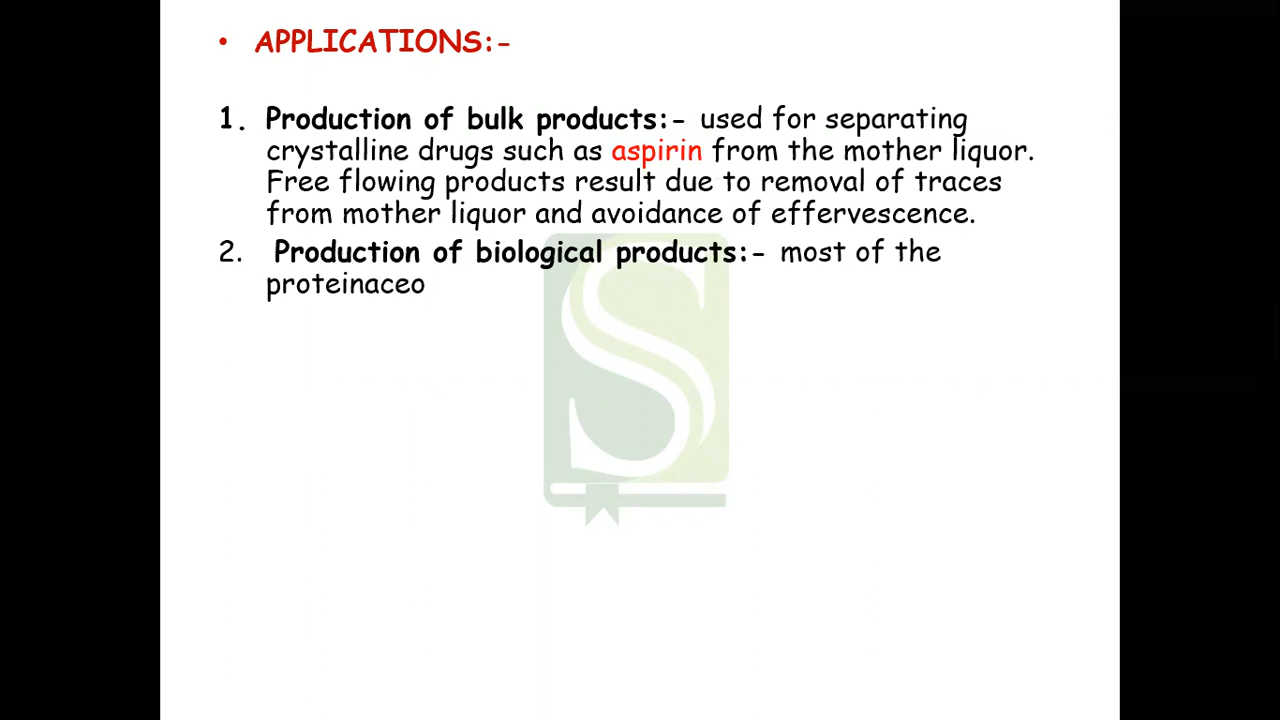 • APPLICATIONS:-
1. Production of bulk products:- used for separating
crystalline drugs such as aspirin from the mother liquor.
Free flowing products result due to removal of traces
from mother liquor and avoidance of effervescence.
2. Production of biological products:- most of the
proteinaceo
S